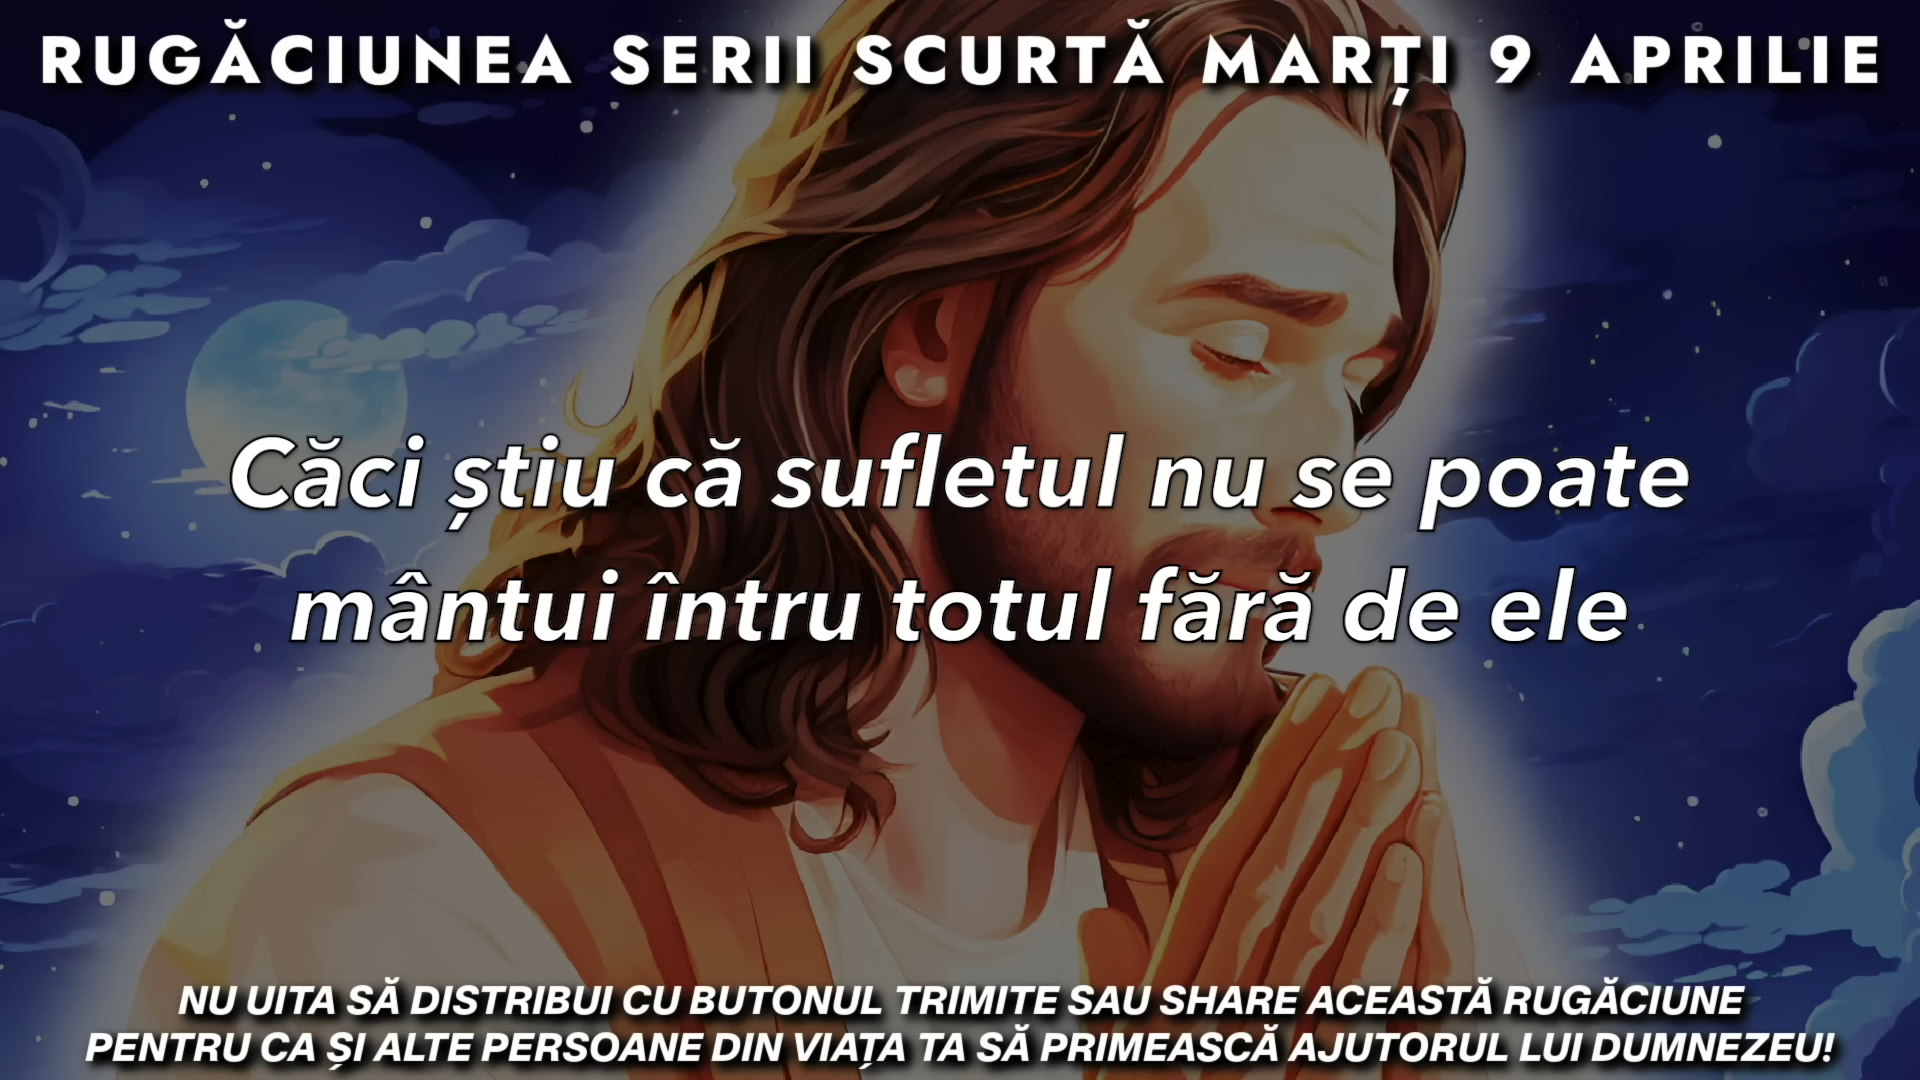 RUGĂCIUNEA SERII SCURTĂ MARȚI 9 APRILIE
Căci știu că sufletul nu se poate
mântui întru totul fără de ele
NU UITA SĂ DISTRIBUI CU BUTONUL TRIMITE SAU SHARE ACEASTĂ RUGĂCIUNE
PENTRU CA ȘI ALTE PERSOANE DIN VIAȚA TA SĂ PRIMEASCĂ AJUTORUL LUI DUMNEZEU!